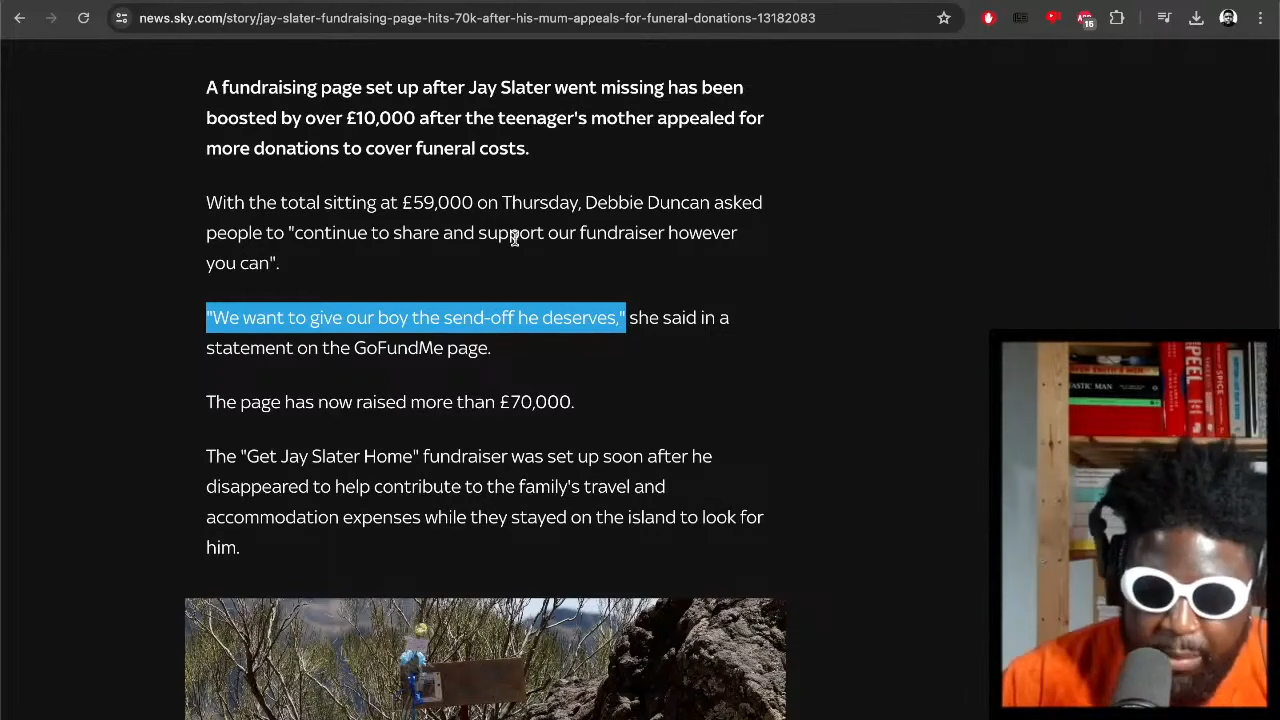 news.sky.com/story/jay-slater-fundraising-page-hits-70k-after-his-mum-appeals-for-funeral-donations-13182083
15
A fundraising page set up after Jay Slater went missing has been
boosted by over £10,000 after the teenager's mother appealed for
more donations to cover funeral costs.
With the total sitting at £59,000 on Thursday, Debbie Duncan asked
people to "continue to share and support our fundraiser however
you can".
"We want to give our boy the send-off he deserves," she said in a
statement on the GoFundMe page.
The page has now raised more than £70,000.
The "Get Jay Slater Home" fundraiser was set up soon after he
disappeared to help contribute to the family's travel and
accommodation expenses while they stayed on the island to look for
him.
SPICE